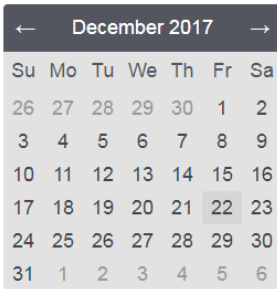 ← December 2017 →
Su Mo Tu We Th Fr Sa
26 27 28 29 30 1 2
3 4 5 6 7 8 9
10 11 12 13 14 15 16
17 18 19 20 21 22 23
24 25 26 27 28 29 30
31 1 2 3 4 5 6